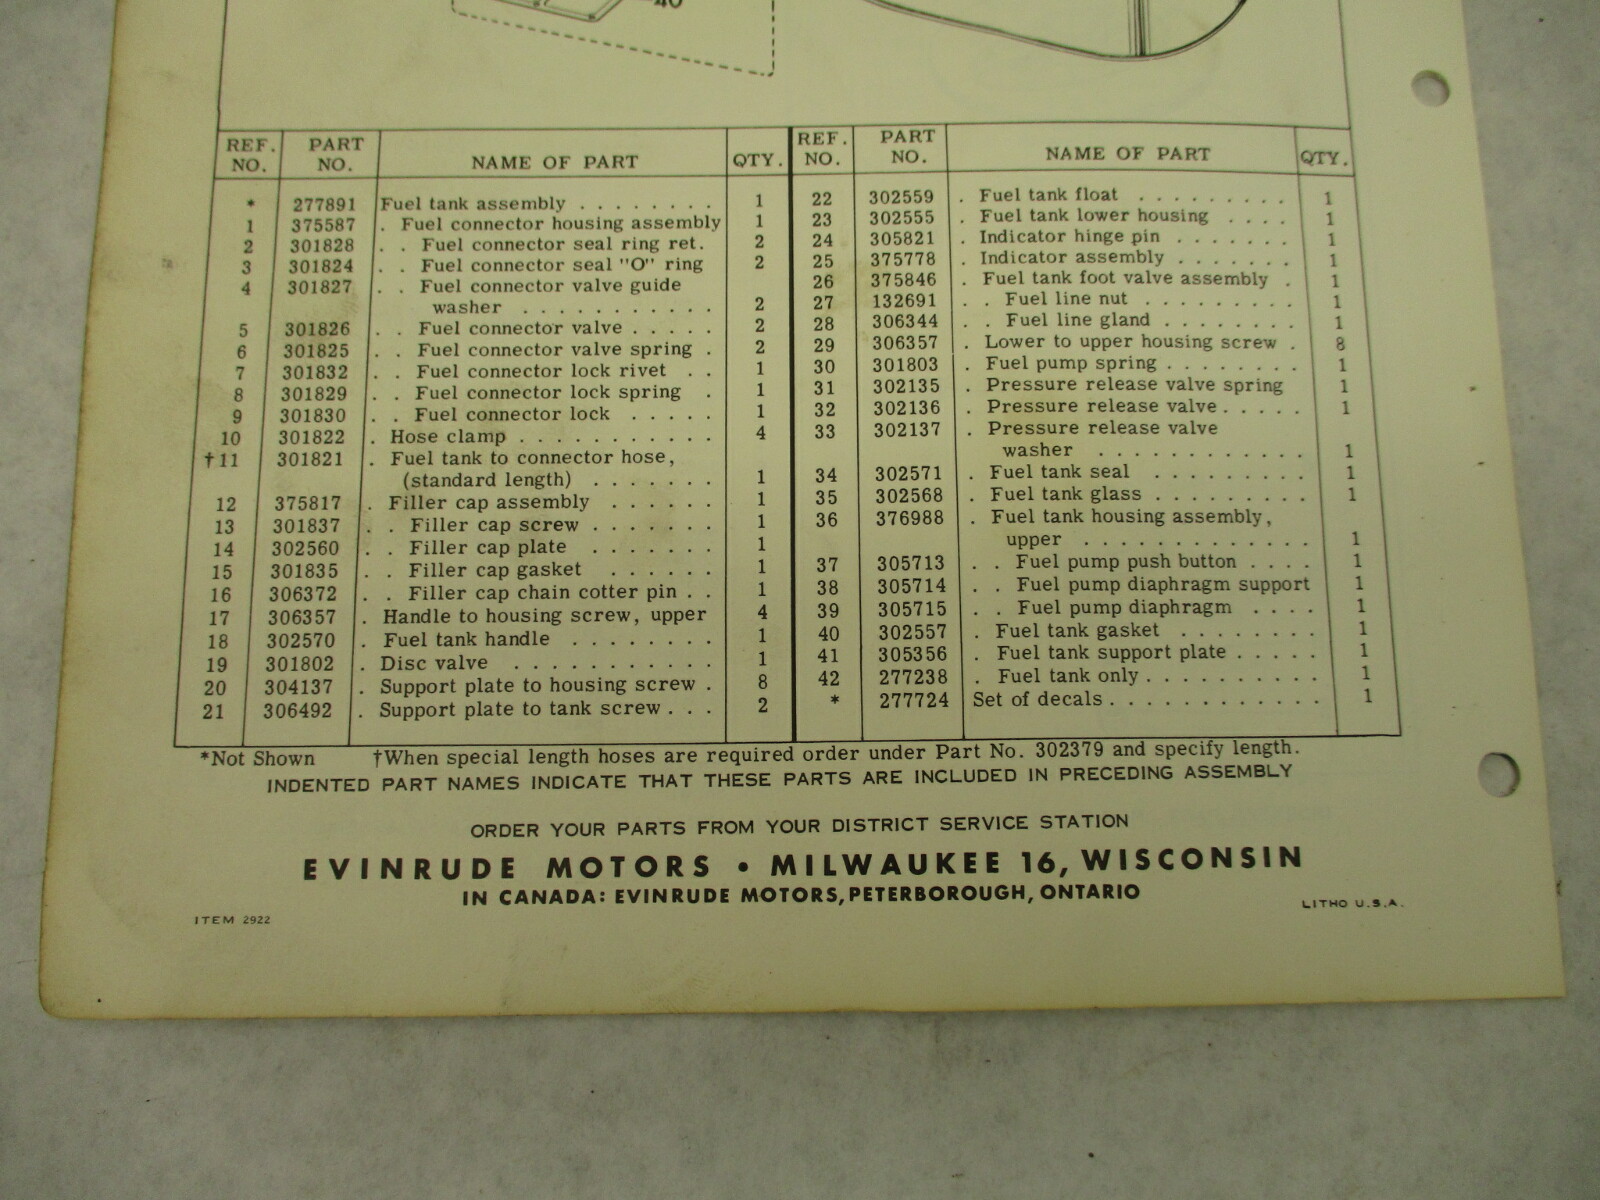 40
REF. NO. PART NO. NAME OF PART QTY.
* 277891 Fuel tank assembly . . . . . . . . 1
1 375587 . Fuel connector housing assembly 1
2 301828 . . Fuel connector seal ring ret. 2
3 301824 . . Fuel connector seal "O" ring 2
4 301827 . . Fuel connector valve guide
washer . . . . . . . . . . . 2
5 301826 . . Fuel connector valve . . . . . 2
6 301825 . . Fuel connector valve spring . 2
7 301832 . . Fuel connector lock rivet . . 1
8 301829 . . Fuel connector lock spring . 1
9 301830 . . Fuel connector lock . . . . . 1
10 301822 . Hose clamp . . . . . . . . . . . 4
†11 301821 . Fuel tank to connector hose,
(standard length) . . . . . . . 1
12 375817 . Filler cap assembly . . . . . . 1
13 301837 . . Filler cap screw . . . . . . . 1
14 302560 . . Filler cap plate . . . . . . . 1
15 301835 . . Filler cap gasket . . . . . . 1
16 306372 . . Filler cap chain cotter pin . . 1
17 306357 . Handle to housing screw, upper 4
18 302570 . Fuel tank handle . . . . . . . . 1
19 301802 . Disc valve . . . . . . . . . . . 1
20 304137 . Support plate to housing screw . 8
21 306492 . Support plate to tank screw . . . 2
REF. NO. PART NO. NAME OF PART QTY.
22 302559 . Fuel tank float . . . . . . . . . 1
23 302555 . Fuel tank lower housing . . . . 1
24 305821 . Indicator hinge pin . . . . . . . 1
25 375778 . Indicator assembly . . . . . . . 1
26 375846 . Fuel tank foot valve assembly . 1
27 132691 . . Fuel line nut . . . . . . . . . 1
28 306344 . . Fuel line gland . . . . . . . . 1
29 306357 . Lower to upper housing screw . 8
30 301803 . Fuel pump spring . . . . . . . . 1
31 302135 . Pressure release valve spring 1
32 302136 . Pressure release valve . . . . . 1
33 302137 . Pressure release valve
washer . . . . . . . . . . . . 1
34 302571 . Fuel tank seal . . . . . . . . . 1
35 302568 . Fuel tank glass . . . . . . . . . 1
36 376988 . Fuel tank housing assembly,
upper . . . . . . . . . . . . . 1
37 305713 . . Fuel pump push button . . . . 1
38 305714 . . Fuel pump diaphragm support 1
39 305715 . . Fuel pump diaphragm . . . . 1
40 302557 . Fuel tank gasket . . . . . . . . 1
41 305356 . Fuel tank support plate . . . . . 1
42 277238 . Fuel tank only . . . . . . . . . . 1
* 277724 Set of decals . . . . . . . . . . . . 1
*Not Shown †When special length hoses are required order under Part No. 302379 and specify length.
INDENTED PART NAMES INDICATE THAT THESE PARTS ARE INCLUDED IN PRECEDING ASSEMBLY
ORDER YOUR PARTS FROM YOUR DISTRICT SERVICE STATION
EVINRUDE MOTORS • MILWAUKEE 16, WISCONSIN
IN CANADA: EVINRUDE MOTORS, PETERBOROUGH, ONTARIO
ITEM 2922
LITHO U.S.A.